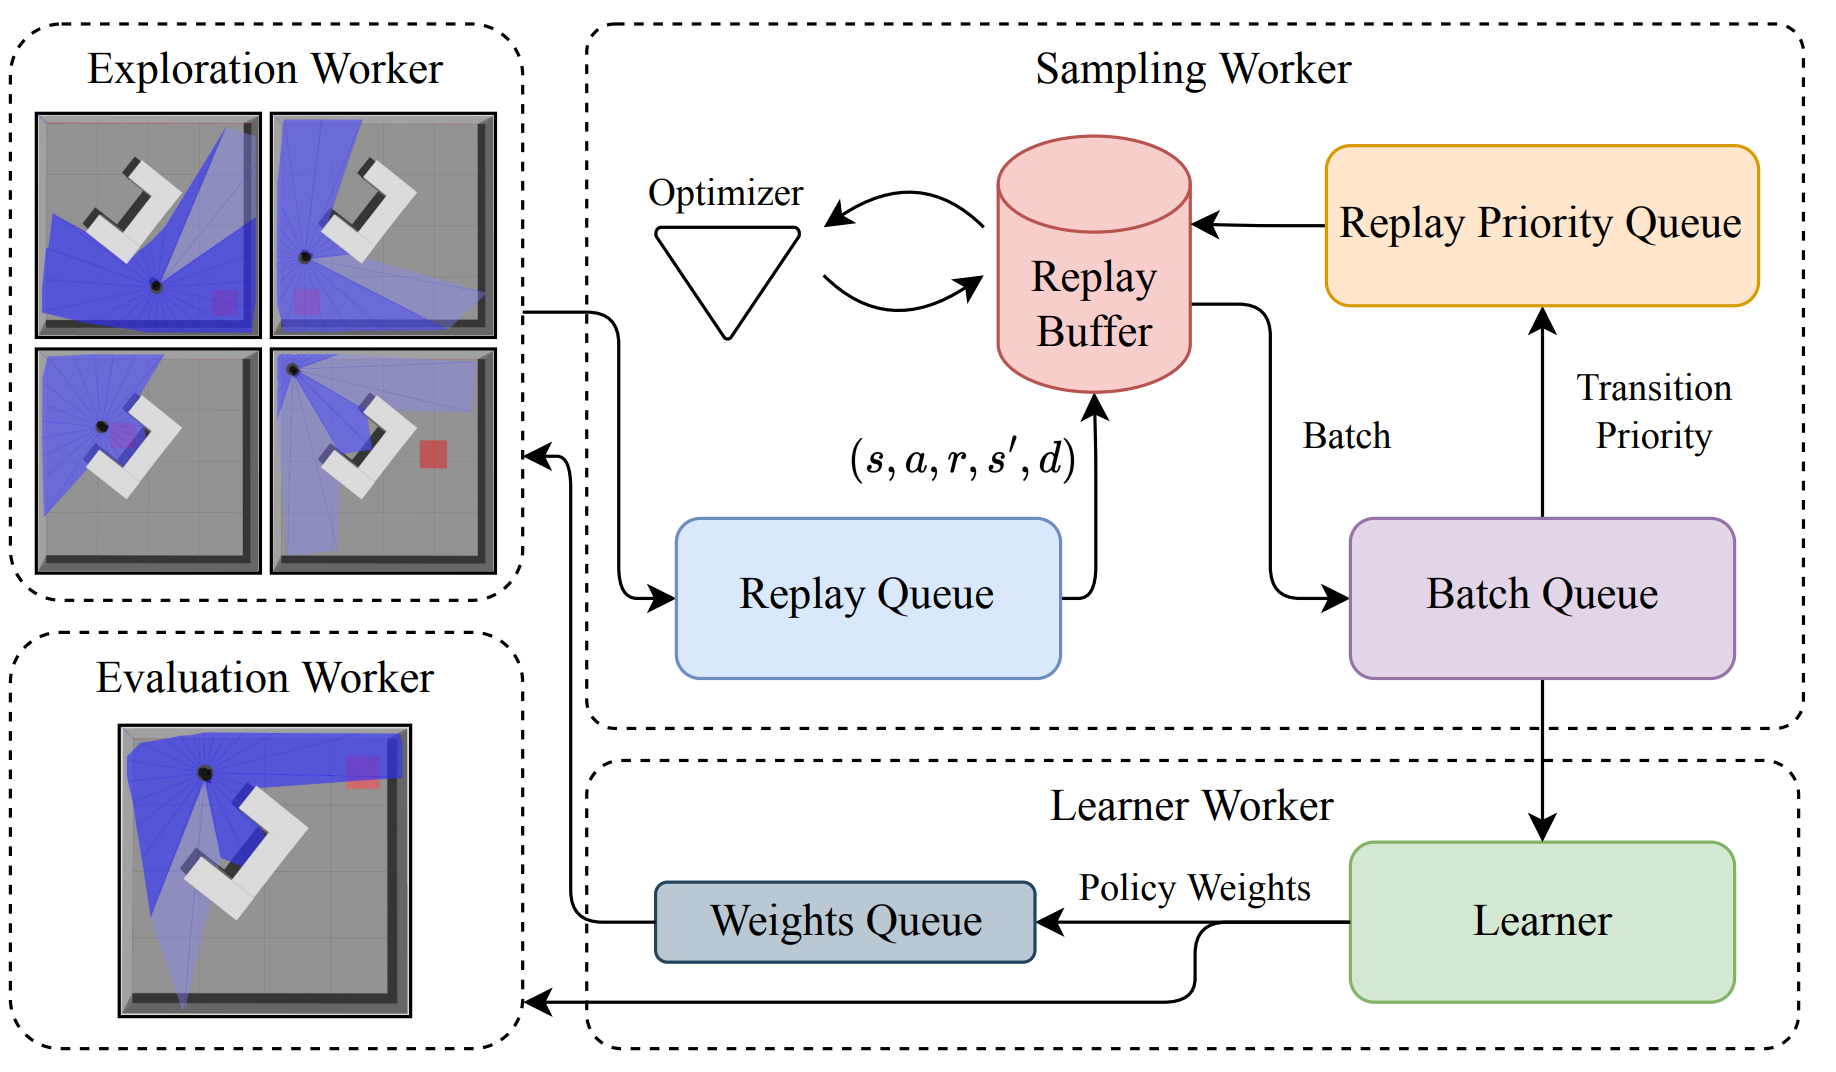 Exploration Worker
Sampling Worker
Optimizer
Replay
Buffer
Replay Priority Queue
Transition
Priority
Batch
(s, a, r, s′, d)
Replay Queue
Batch Queue
Evaluation Worker
Learner Worker
Policy Weights
Weights Queue
Learner